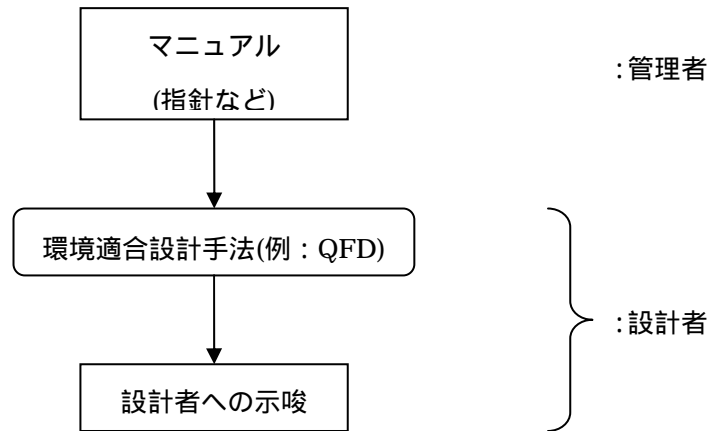 マニュアル
:管理者
(指針など)
環境適合設計手法(例：QFD)
:設計者
設計者への示唆